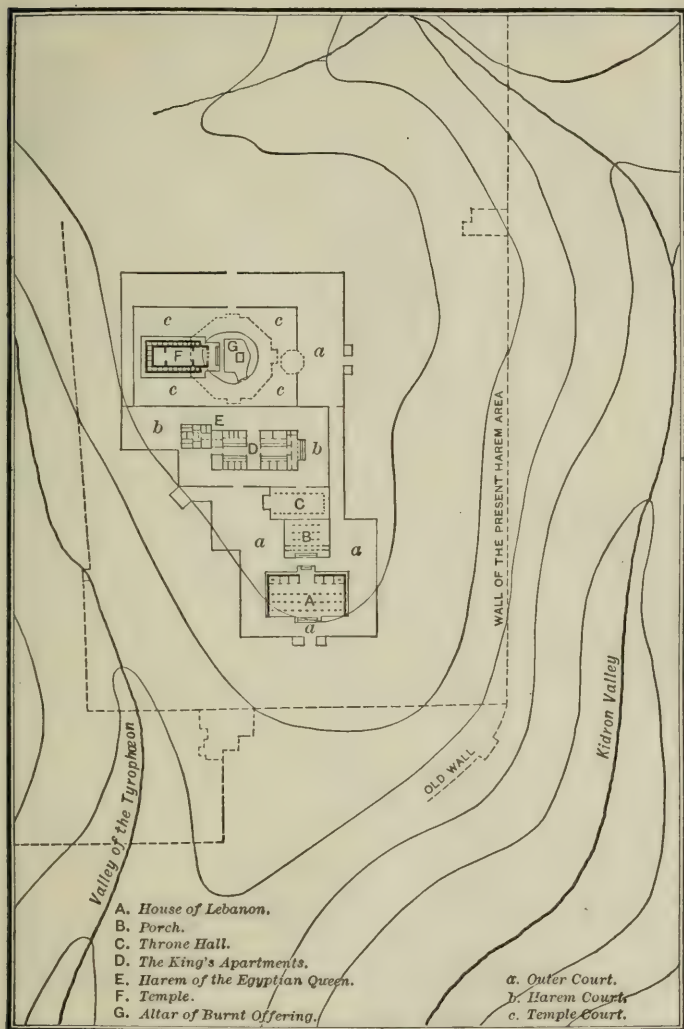 c
c
G
a
F
c
c
E
b
D
b
C
B
a
a
A
a
WALL OF THE PRESENT HAREM AREA
Kidron Valley
OLD WALL
Valley of the Tyrophœon
A. House of Lebanon.
B. Porch.
C. Throne Hall.
D. The King's Apartments.
E. Harem of the Egyptian Queen.
F. Temple.
G. Altar of Burnt Offering.
a. Outer Court.
b. Harem Court.
c. Temple Court.